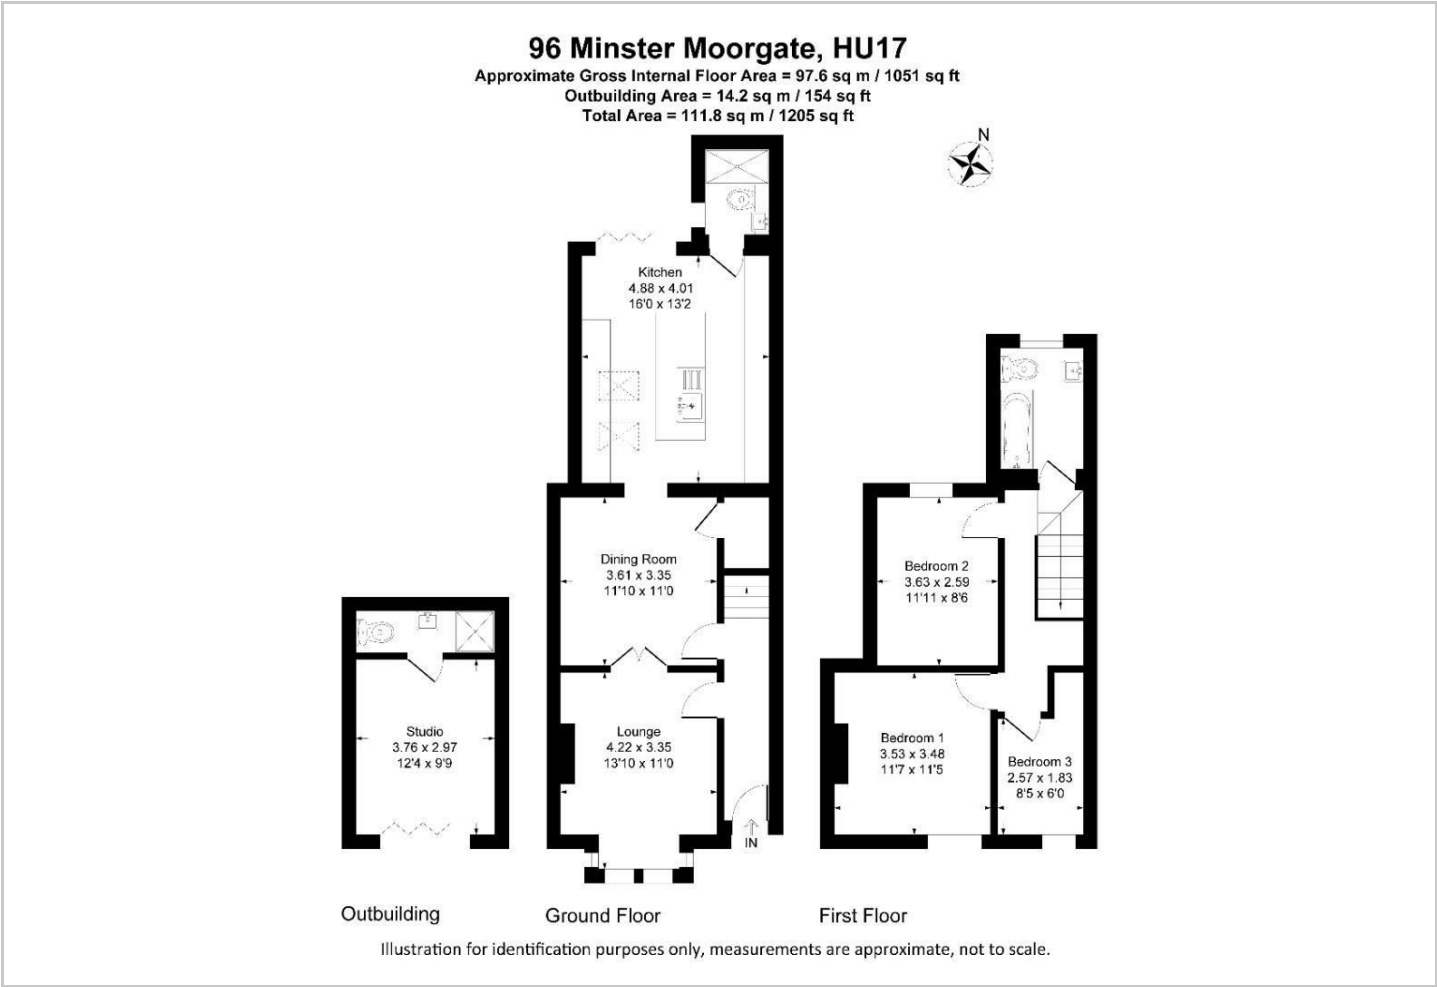 96 Minster Moorgate, HU17
Approximate Gross Internal Floor Area = 97.6 sq m / 1051 sq ft
Outbuilding Area = 14.2 sq m / 154 sq ft
Total Area = 111.8 sq m / 1205 sq ft
N
Kitchen
4.88 x 4.01
16'0 x 13'2
Dining Room
3.61 x 3.35
11'10 x 11'0
Bedroom 2
3.63 x 2.59
11'11 x 8'6
Studio
3.76 x 2.97
12'4 x 9'9
Lounge
4.22 x 3.35
13'10 x 11'0
Bedroom 1
3.53 x 3.48
11'7 x 11'5
Bedroom 3
2.57 x 1.83
8'5 x 6'0
IN
Outbuilding
Ground Floor
First Floor
Illustration for identification purposes only, measurements are approximate, not to scale.